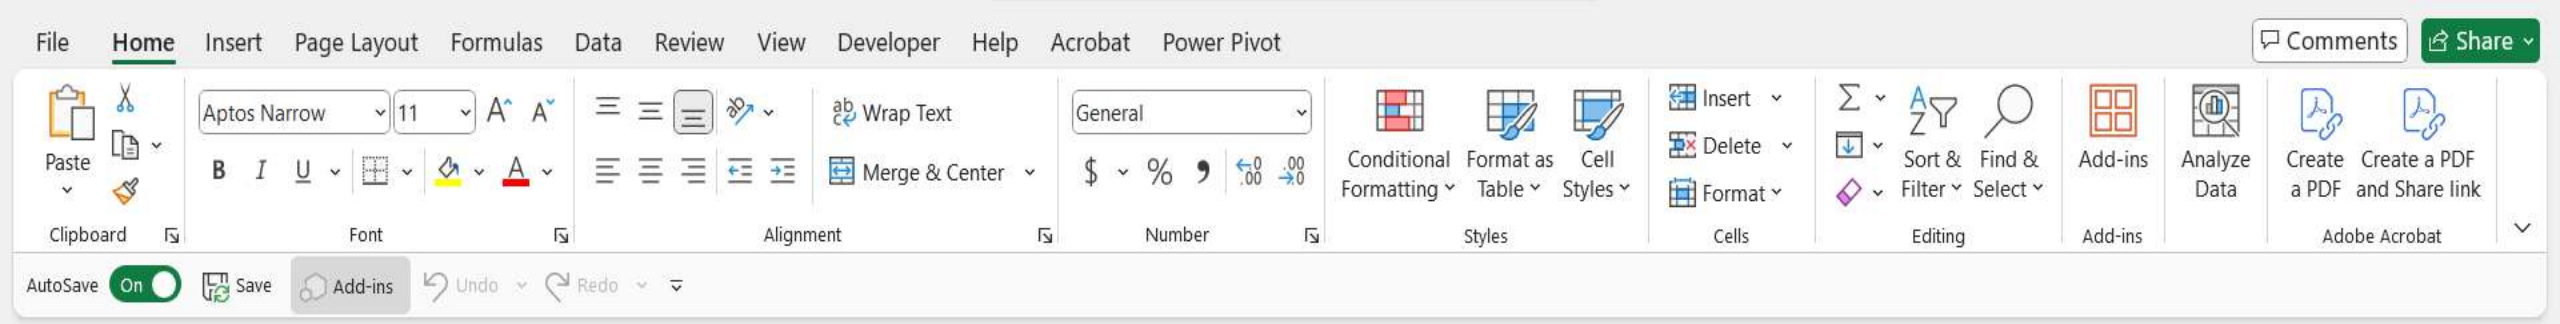 File Home Insert Page Layout Formulas Data Review View Developer Help Acrobat Power Pivot Comments Share
Paste
Clipboard
Aptos Narrow 11 A A
B I U A
Font
ab Wrap Text
Merge & Center
Alignment
General
$ % , .00 .00
Number
Conditional Formatting
Format as Table
Cell Styles
Styles
Insert
Delete
Format
Cells
Σ
Sort & Filter
Find & Select
Editing
Add-ins
Add-ins
Analyze Data
Create a PDF
Create a PDF and Share link
Adobe Acrobat
AutoSave On Save Add-ins Undo Redo